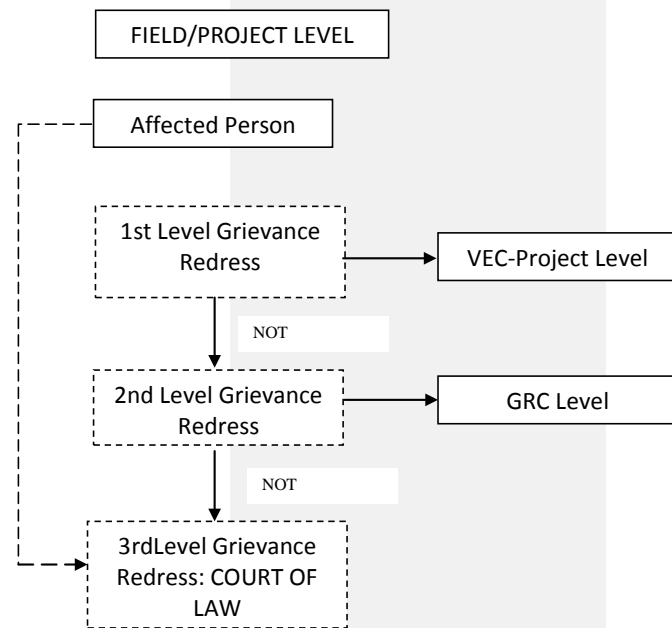 FIELD/PROJECT LEVEL
Affected Person
1st Level Grievance
Redress
VEC-Project Level
NOT
2nd Level Grievance
Redress
GRC Level
NOT
3rdLevel Grievance
Redress: COURT OF
LAW